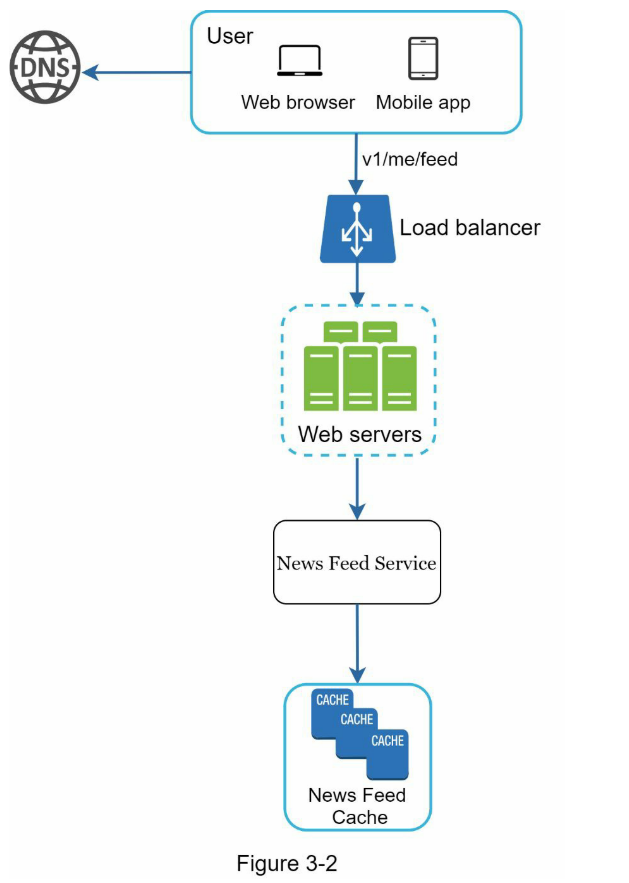 User
DNS
Web browser
Mobile app
v1/me/feed
Load balancer
Web servers
News Feed Service
CACHE
CACHE
CACHE
News Feed
Cache
Figure 3-2